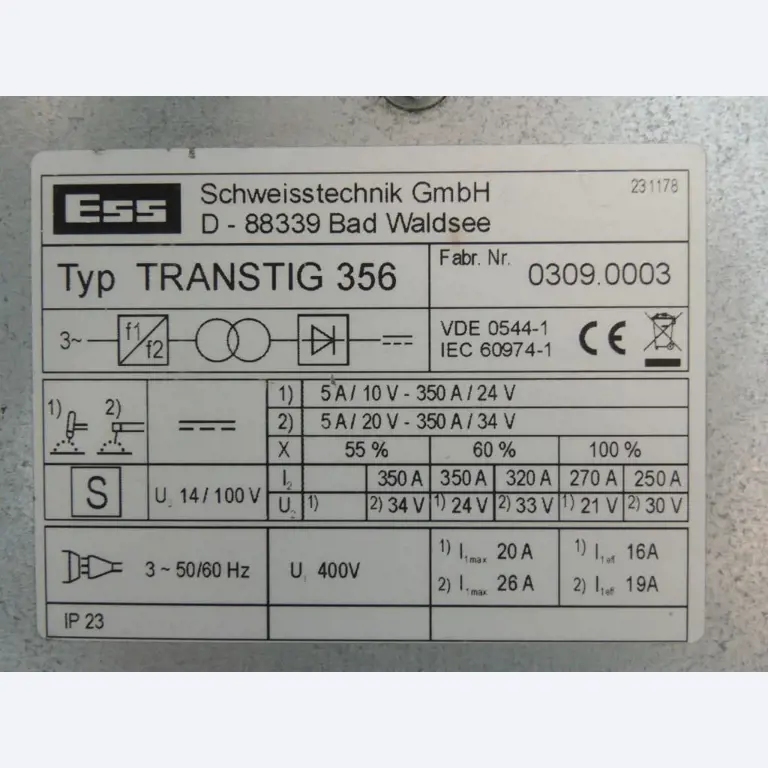 ESS Schweisstechnik GmbH 231178
D - 88339 Bad Waldsee
Typ TRANSTIG 356 Fabr. Nr. 0309.0003
3~ f1 f2 VDE 0544-1 CE
IEC 60974-1
1) 2) 1) 5 A / 10 V - 350 A / 24 V
2) 5 A / 20 V - 350 A / 34 V
X 55 % 60 % 100 %
S U₀ 14 / 100 V I₂ 350 A 350 A 320 A 270 A 250 A
U₂ 1) 2) 34 V 1) 24 V 2) 33 V 1) 21 V 2) 30 V
3 ~ 50/60 Hz U₁ 400V 1) I₁max 20 A 1) I₁eff 16A
2) I₁max 26 A 2) I₁eff 19A
IP 23